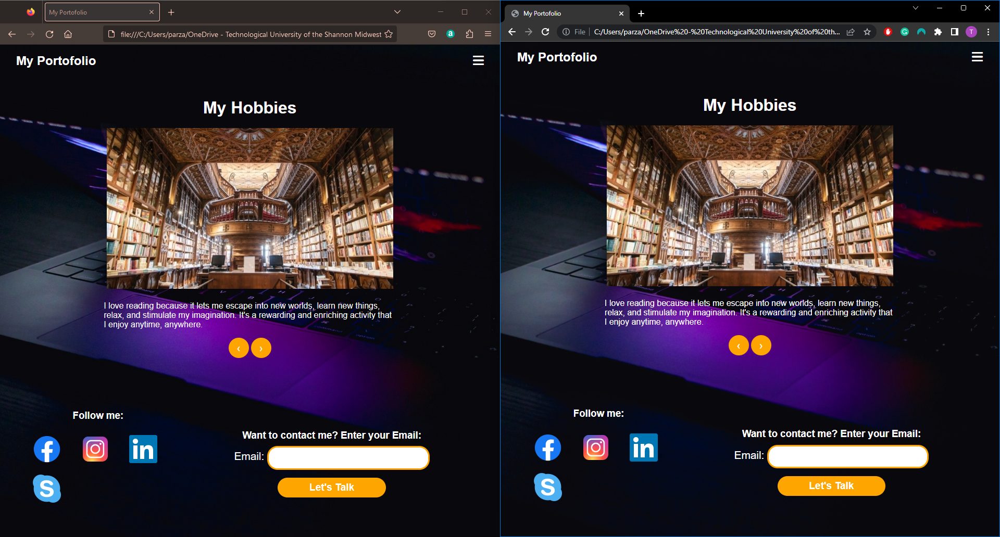 My Portofolio
file:///C:/Users/parza/OneDrive - Technological University of the Shannon Midwest
My Portofolio
My Hobbies
I love reading because it lets me escape into new worlds, learn new things,
relax, and stimulate my imagination. It's a rewarding and enriching activity that
I enjoy anytime, anywhere.
‹ ›
Follow me:
Want to contact me? Enter your Email:
Email:
Let's Talk
My Portofolio
File C:/Users/parza/OneDrive%20-%20Technological%20University%20of%20th...
T
My Portofolio
My Hobbies
I love reading because it lets me escape into new worlds, learn new things,
relax, and stimulate my imagination. It's a rewarding and enriching activity that
I enjoy anytime, anywhere.
‹ ›
Follow me:
Want to contact me? Enter your Email:
Email:
Let's Talk